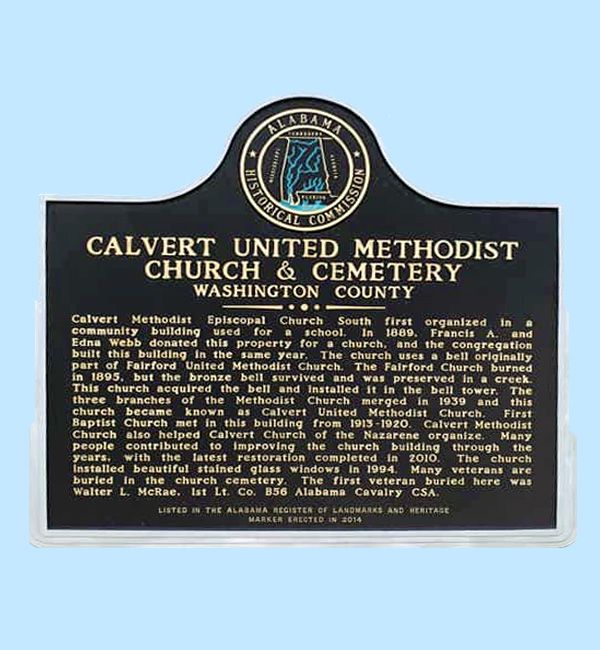 ALABAMA
HISTORICAL COMMISSION
TENNESSEE
MISSISSIPPI
GEORGIA
FLORIDA
CALVERT UNITED METHODIST
CHURCH & CEMETERY
WASHINGTON COUNTY
Calvert Methodist Episcopal Church South first organized in a
community building used for a school. In 1889, Francis A. and
Edna Webb donated this property for a church, and the congregation
built this building in the same year. The church uses a bell originally
part of Fairford United Methodist Church. The Fairford Church burned
in 1895, but the bronze bell survived and was preserved in a creek.
This church acquired the bell and installed it in the bell tower. The
three branches of the Methodist Church merged in 1939 and this
church became known as Calvert United Methodist Church. First
Baptist Church met in this building from 1913-1920. Calvert Methodist
Church also helped Calvert Church of the Nazarene organize. Many
people contributed to improving the church building through the
years, with the latest restoration completed in 2010. The church
installed beautiful stained glass windows in 1994. Many veterans are
buried in the church cemetery. The first veteran buried here was
Walter L. McRae, 1st Lt. Co. B56 Alabama Cavalry CSA.
LISTED IN THE ALABAMA REGISTER OF LANDMARKS AND HERITAGE
MARKER ERECTED IN 2014